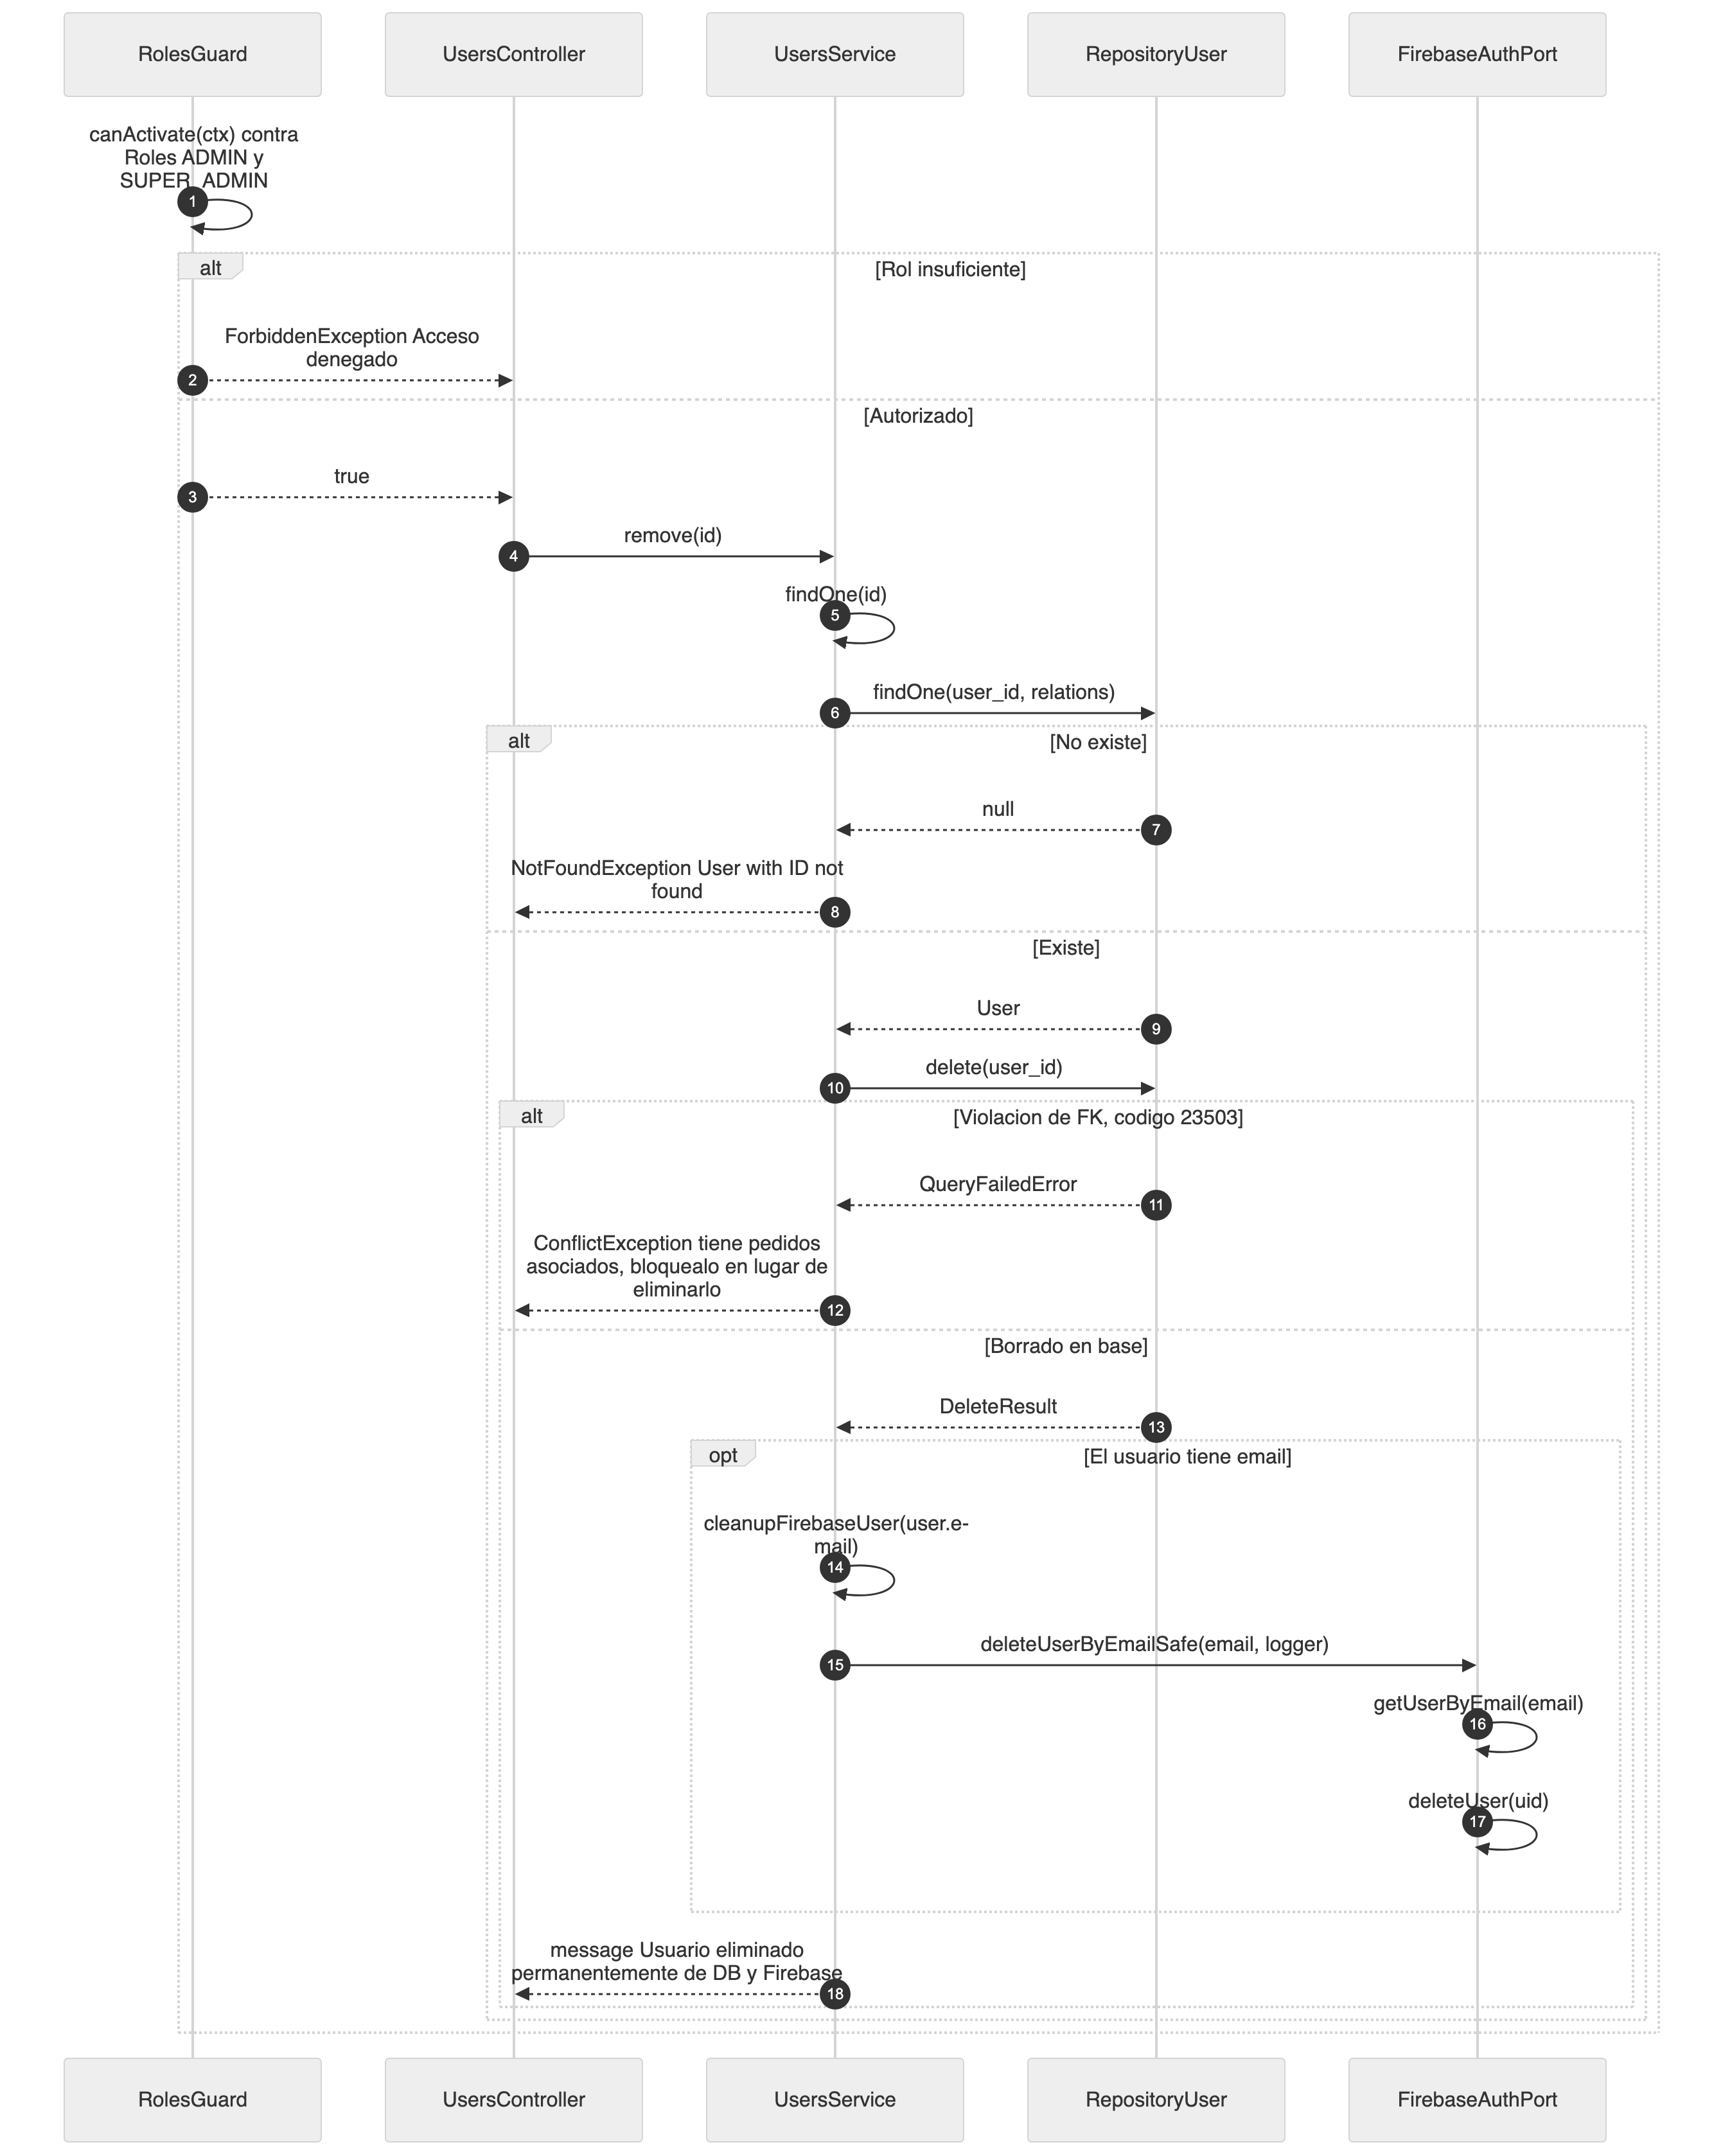 RolesGuard
UsersController
UsersService
RepositoryUser
FirebaseAuthPort
canActivate(ctx) contra
Roles ADMIN y
SUPER_ADMIN
1
alt
[Rol insuficiente]
ForbiddenException Acceso
denegado
2
[Autorizado]
true
3
remove(id)
4
findOne(id)
5
findOne(user_id, relations)
6
alt
[No existe]
null
7
NotFoundException User with ID not
found
8
[Existe]
User
9
delete(user_id)
10
alt
[Violacion de FK, codigo 23503]
QueryFailedError
11
ConflictException tiene pedidos
asociados, bloquealo en lugar de
eliminarlo
12
[Borrado en base]
DeleteResult
13
opt
[El usuario tiene email]
cleanupFirebaseUser(user.e-
mail)
14
deleteUserByEmailSafe(email, logger)
15
getUserByEmail(email)
16
deleteUser(uid)
17
message Usuario eliminado
permanentemente de DB y Firebase
18
RolesGuard
UsersController
UsersService
RepositoryUser
FirebaseAuthPort